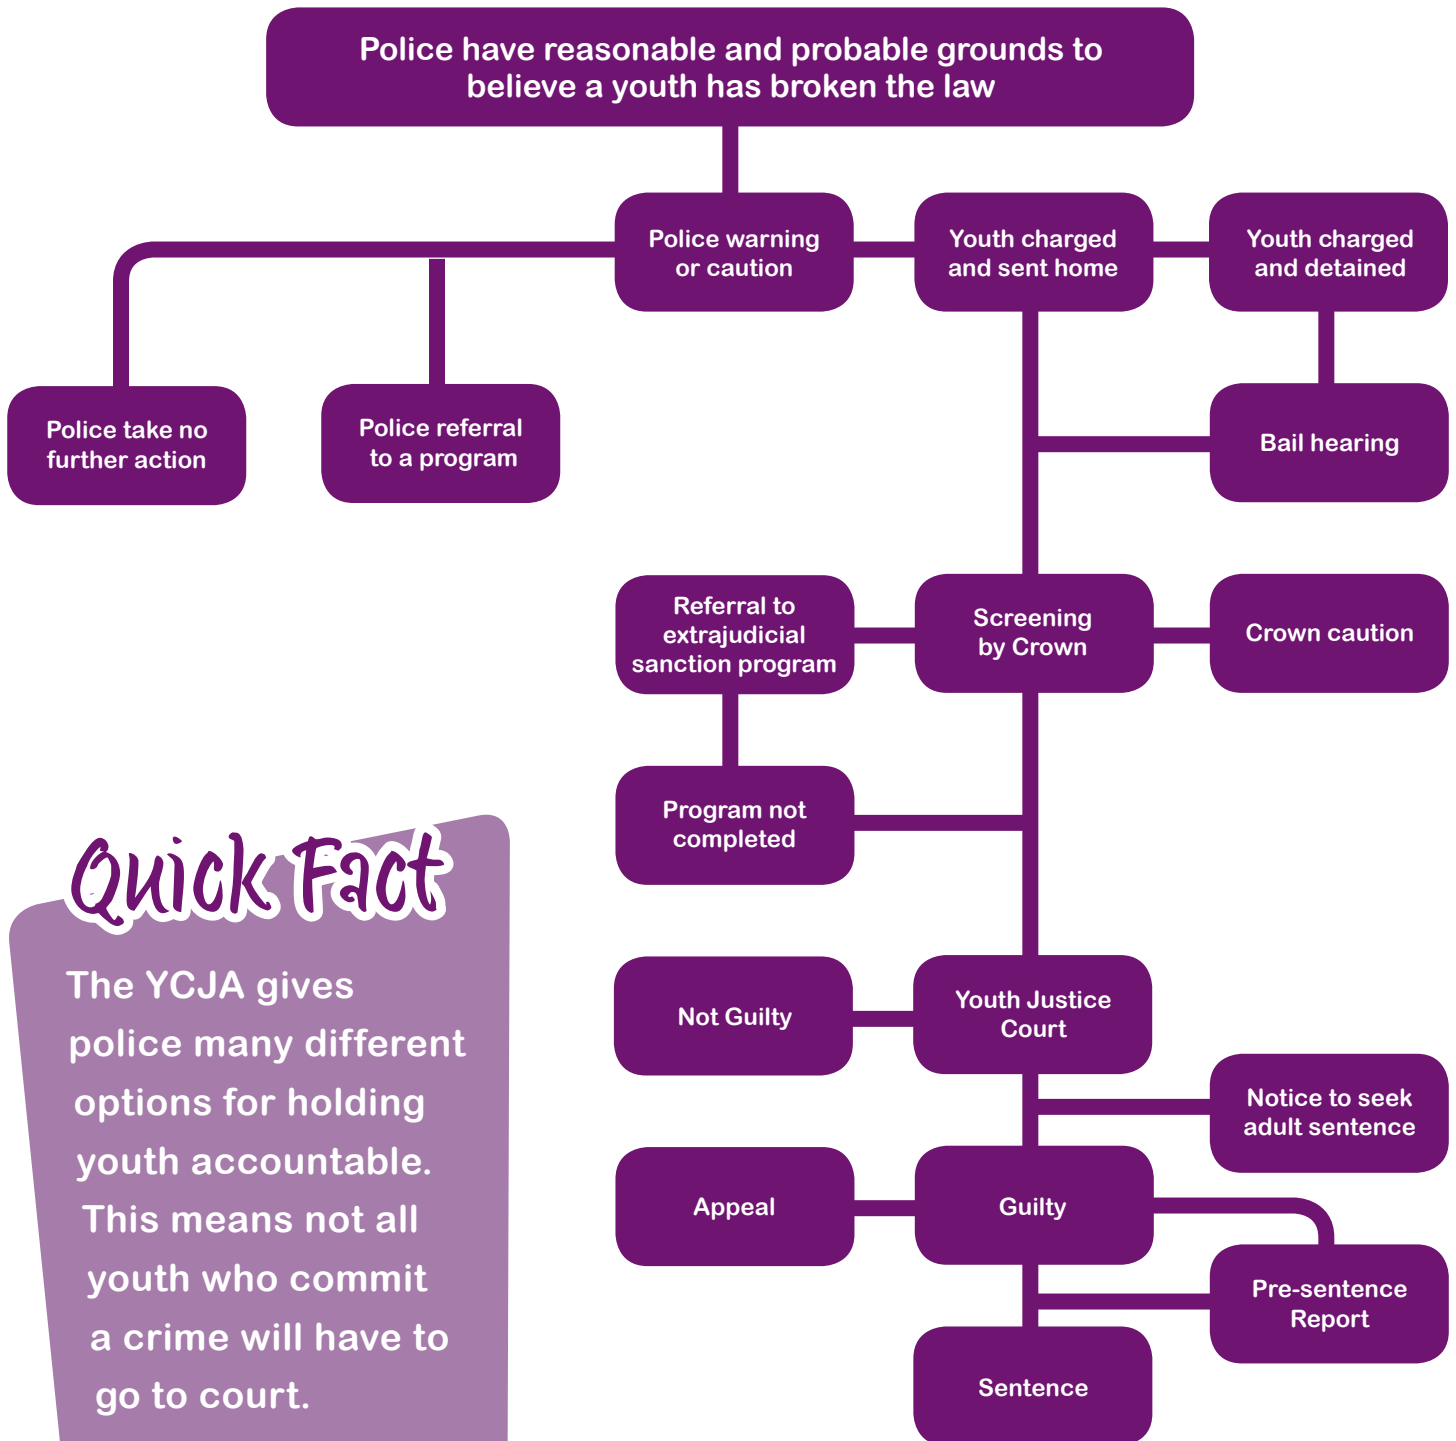 Police have reasonable and probable grounds to
believe a youth has broken the law
Police warning
or caution
Youth charged
and sent home
Youth charged
and detained
Police take no
further action
Police referral
to a program
Bail hearing
Referral to
extrajudicial
sanction program
Screening
by Crown
Crown caution
Program not
completed
Quick Fact
The YCJA gives
police many different
options for holding
youth accountable.
This means not all
youth who commit
a crime will have to
go to court.
Not Guilty
Youth Justice
Court
Notice to seek
adult sentence
Appeal
Guilty
Pre-sentence
Report
Sentence